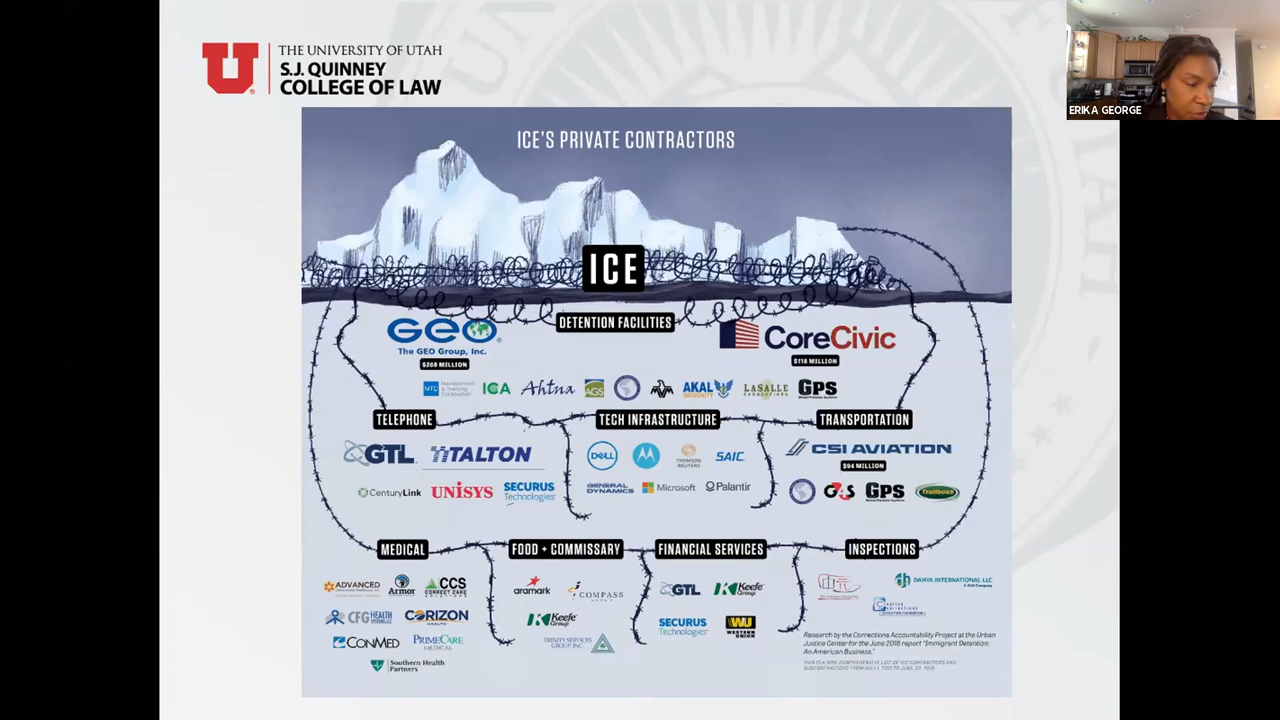 THE UNIVERSITY OF UTAH
S.J. QUINNEY
COLLEGE OF LAW
ERIKA GEORGE
ICE'S PRIVATE CONTRACTORS
ICE
DETENTION FACILITIES
GEO
The GEO Group, Inc.
$268 MILLION
CoreCivic
$118 MILLION
MTC Management & Training Corporation
ICA
Ahtna
AGS
AKAL SECURITY
LASALLE CORRECTIONS
GPS
TELEPHONE
TECH INFRASTRUCTURE
TRANSPORTATION
GTL
TALTON
DELL
THOMSON REUTERS
SAIC
CSI AVIATION
$94 MILLION
CenturyLink
UNISYS
SECURUS Technologies
GENERAL DYNAMICS
Microsoft
Palantir
G4S
GPS
Trailboss
MEDICAL
FOOD + COMMISSARY
FINANCIAL SERVICES
INSPECTIONS
ADVANCED
Armor
CCS CORRECT CARE SOLUTIONS
aramark
COMPASS GROUP
GTL
Keefe Group
DANYA INTERNATIONAL LLC
CFG HEALTH
CORIZON HEALTH
Keefe Group
SECURUS Technologies
WU WESTERN UNION
CONMED
PRIMECARE MEDICAL
TRINITY SERVICES GROUP, INC
Southern Health Partners
Research by the Corrections Accountability Project at the Urban
Justice Center for the June 2018 report "Immigrant Detention:
An American Business."